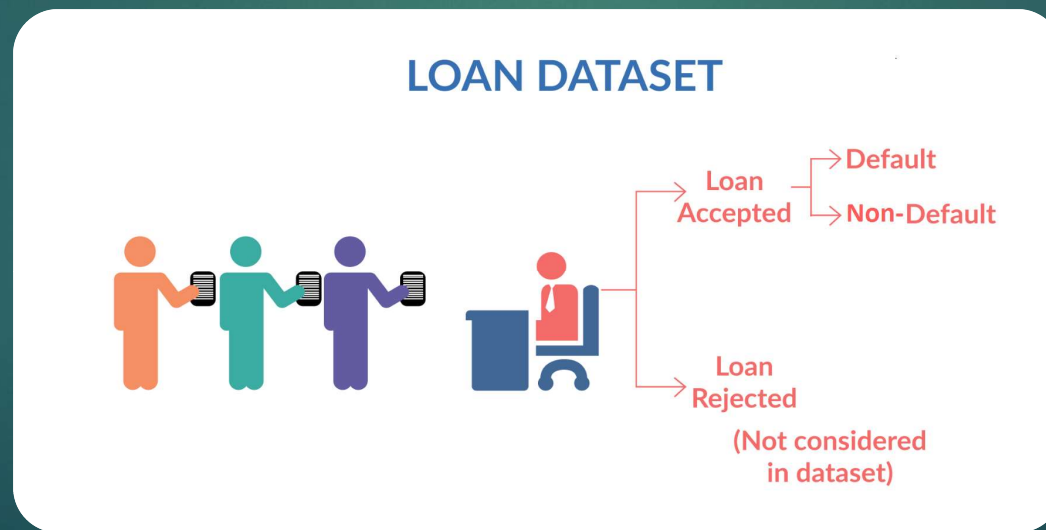 LOAN DATASET
Default
Loan
Accepted
Non-Default
Loan
Rejected
(Not considered
in dataset)